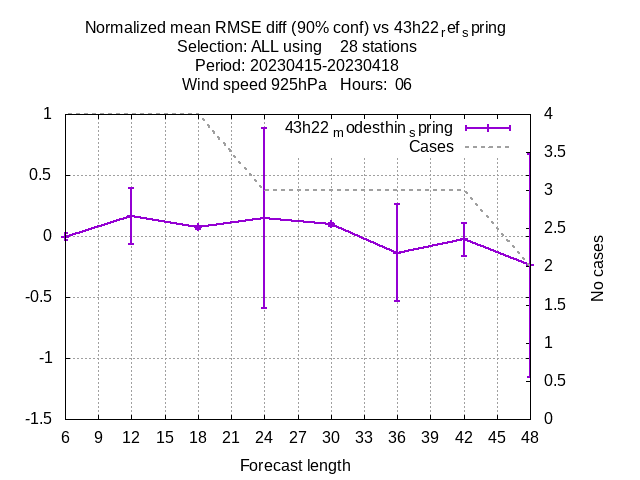 Normalized mean RMSE diff (90% conf) vs 43h22refspring
Selection: ALL using 28 stations
Period: 20230415-20230418
Wind speed 925hPa Hours: 06
43h22modesthinspring
Cases
1
0.5
0
-0.5
-1
-1.5
4
3.5
3
2.5
2
1.5
1
0.5
0
No cases
6 9 12 15 18 21 24 27 30 33 36 39 42 45 48
Forecast length